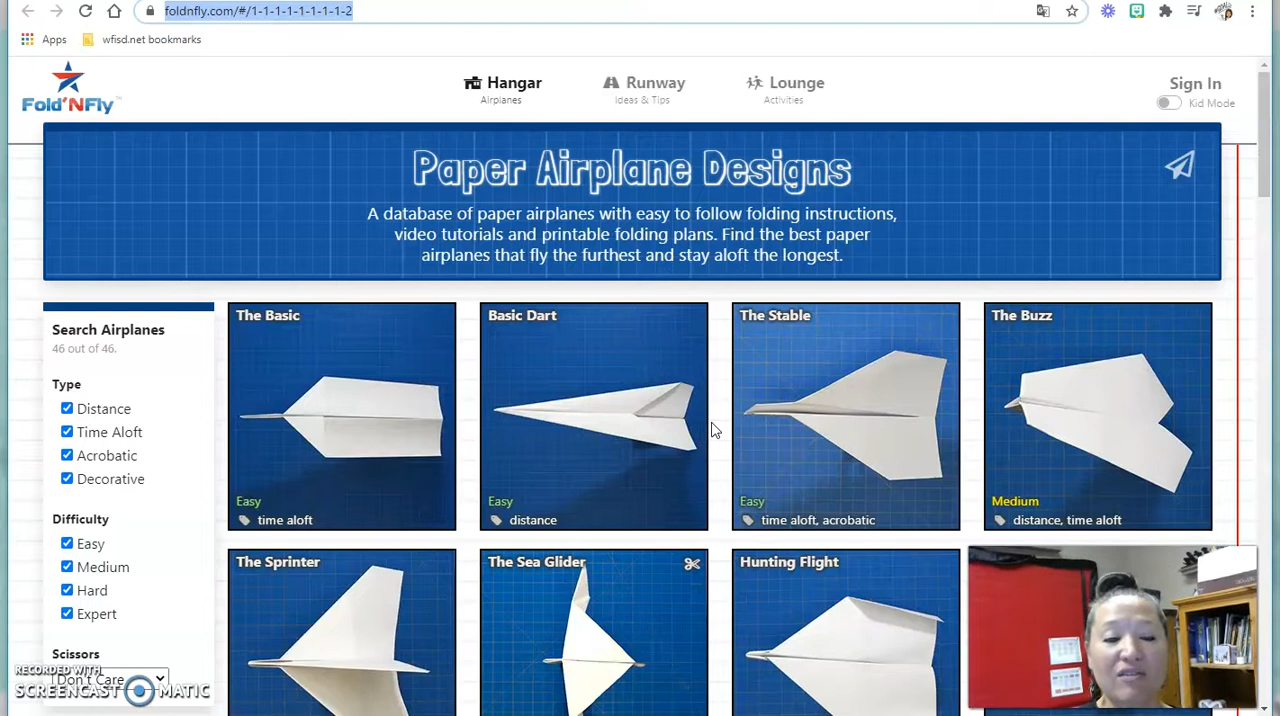 foldnfly.com/#/1-1-1-1-1-1-1-1-2
Apps
wfisd.net bookmarks
Fold'NFly
Hangar
Airplanes
Runway
Ideas & Tips
Lounge
Activities
Sign In
Kid Mode
Paper Airplane Designs
A database of paper airplanes with easy to follow folding instructions,
video tutorials and printable folding plans. Find the best paper
airplanes that fly the furthest and stay aloft the longest.
Search Airplanes
46 out of 46.
Type
Distance
Time Aloft
Acrobatic
Decorative
Difficulty
Easy
Medium
Hard
Expert
Scissors
Don't Care
The Basic
Easy
time aloft
Basic Dart
Easy
distance
The Stable
Easy
time aloft, acrobatic
The Buzz
Medium
distance, time aloft
The Sprinter
The Sea Glider
Hunting Flight
RECORDED WITH
SCREENCAST MATIC